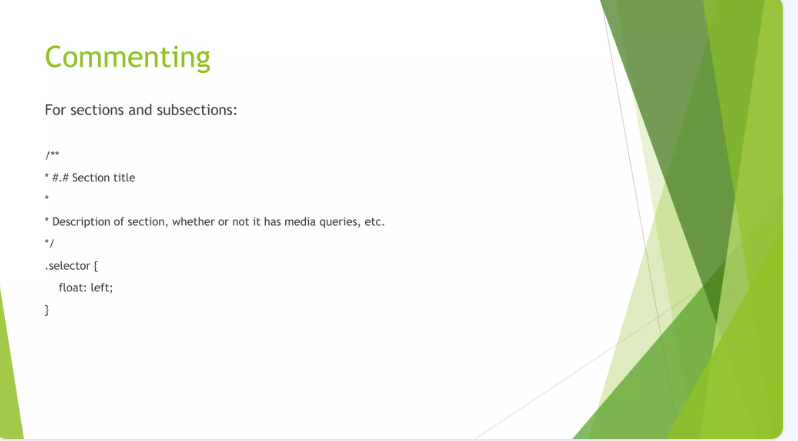 Commenting
For sections and subsections:
/**
* #.# Section title
*
* Description of section, whether or not it has media queries, etc.
*/
.selector {
float: left;
}